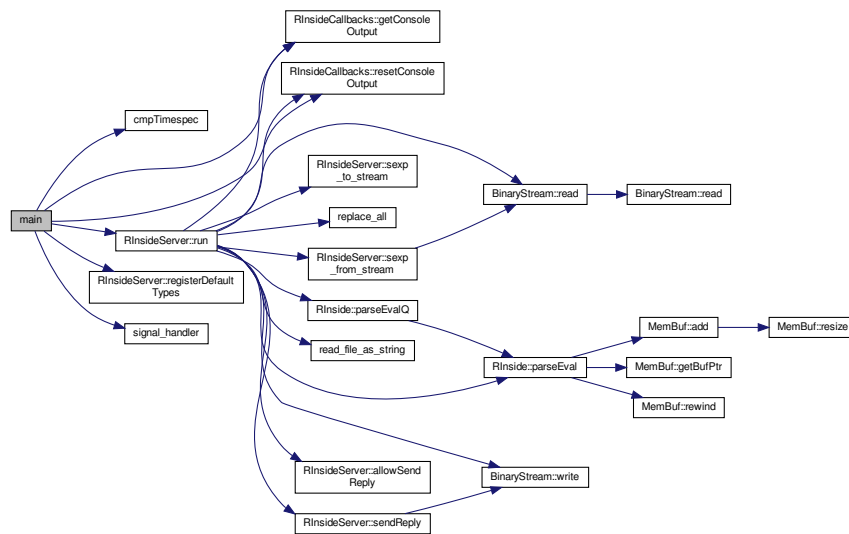 RInsideCallbacks::getConsole
Output
RInsideCallbacks::resetConsole
Output
cmpTimespec
RInsideServer::sexp
_to_stream
BinaryStream::read
BinaryStream::read
replace_all
main
RInsideServer::run
RInsideServer::sexp
_from_stream
RInsideServer::registerDefault
Types
RInside::parseEvalQ
signal_handler
MemBuf::add
MemBuf::resize
read_file_as_string
RInside::parseEval
MemBuf::getBufPtr
MemBuf::rewind
RInsideServer::allowSend
Reply
BinaryStream::write
RInsideServer::sendReply